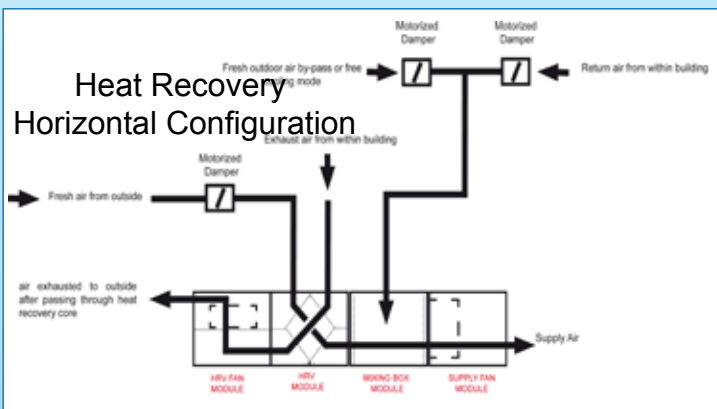 Motorized
Damper
Motorized
Damper
Fresh outdoor air by-pass or free
mode
Return air from within building
Heat Recovery
Horizontal Configuration
Exhaust air from within building
Motorized
Damper
Fresh air from outside
air exhausted to outside
after passing through heat
recovery core
Supply Air
HRV FAN
MODULE
HRV
MODULE
MIXING BOX
MODULE
SUPPLY FAN
MODULE